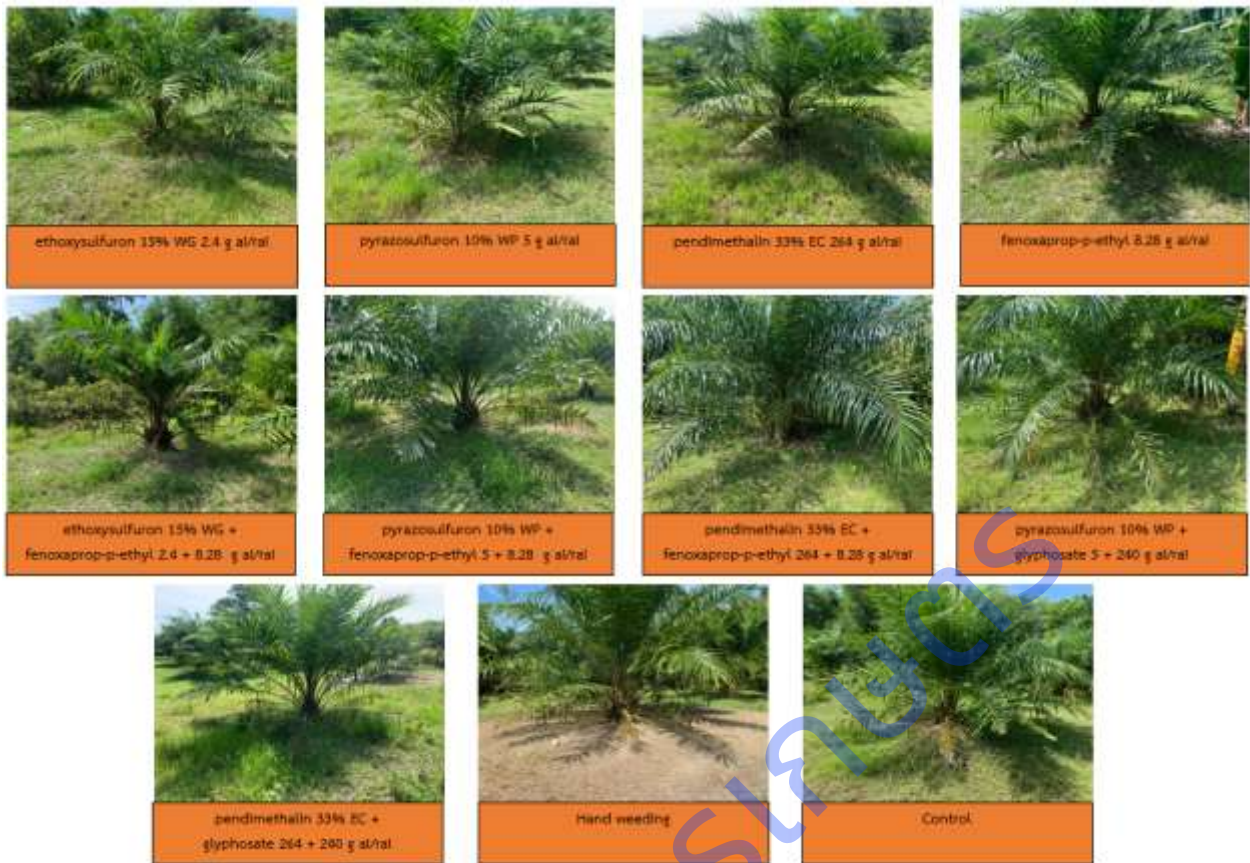 ethoxysulfuron 15% WG 2.4 g ai/rai
pyrazosulfuron 10% WP 5 g ai/rai
pendimethalin 33% EC 264 g ai/rai
fenoxaprop-p-ethyl 8.28 g ai/rai
ethoxysulfuron 15% WG +
fenoxaprop-p-ethyl 2.4 + 8.28 g ai/rai
pyrazosulfuron 10% WP +
fenoxaprop-p-ethyl 5 + 8.28 g ai/rai
pendimethalin 33% EC +
fenoxaprop-p-ethyl 264 + 8.28 g ai/rai
pyrazosulfuron 10% WP +
glyphosate 5 + 240 g ai/rai
pendimethalin 33% EC +
glyphosate 264 + 240 g ai/rai
Hand weeding
Control